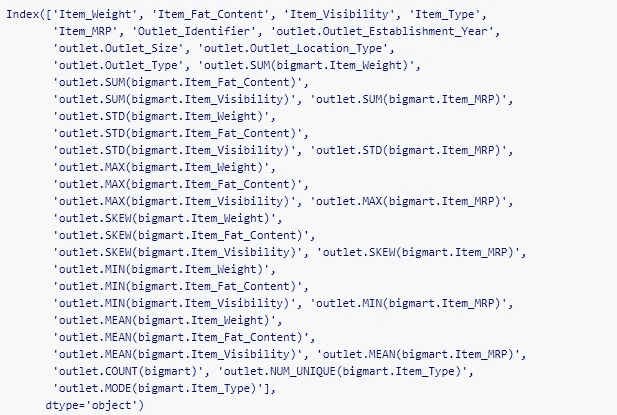 Index(['Item_Weight', 'Item_Fat_Content', 'Item_Visibility', 'Item_Type',
'Item_MRP', 'Outlet_Identifier', 'outlet.Outlet_Establishment_Year',
'outlet.Outlet_Size', 'outlet.Outlet_Location_Type',
'outlet.Outlet_Type', 'outlet.SUM(bigmart.Item_Weight)',
'outlet.SUM(bigmart.Item_Fat_Content)',
'outlet.SUM(bigmart.Item_Visibility)', 'outlet.SUM(bigmart.Item_MRP)',
'outlet.STD(bigmart.Item_Weight)',
'outlet.STD(bigmart.Item_Fat_Content)',
'outlet.STD(bigmart.Item_Visibility)', 'outlet.STD(bigmart.Item_MRP)',
'outlet.MAX(bigmart.Item_Weight)',
'outlet.MAX(bigmart.Item_Fat_Content)',
'outlet.MAX(bigmart.Item_Visibility)', 'outlet.MAX(bigmart.Item_MRP)',
'outlet.SKEW(bigmart.Item_Weight)',
'outlet.SKEW(bigmart.Item_Fat_Content)',
'outlet.SKEW(bigmart.Item_Visibility)', 'outlet.SKEW(bigmart.Item_MRP)',
'outlet.MIN(bigmart.Item_Weight)',
'outlet.MIN(bigmart.Item_Fat_Content)',
'outlet.MIN(bigmart.Item_Visibility)', 'outlet.MIN(bigmart.Item_MRP)',
'outlet.MEAN(bigmart.Item_Weight)',
'outlet.MEAN(bigmart.Item_Fat_Content)',
'outlet.MEAN(bigmart.Item_Visibility)', 'outlet.MEAN(bigmart.Item_MRP)',
'outlet.COUNT(bigmart)', 'outlet.NUM_UNIQUE(bigmart.Item_Type)',
'outlet.MODE(bigmart.Item_Type)'],
dtype='object')